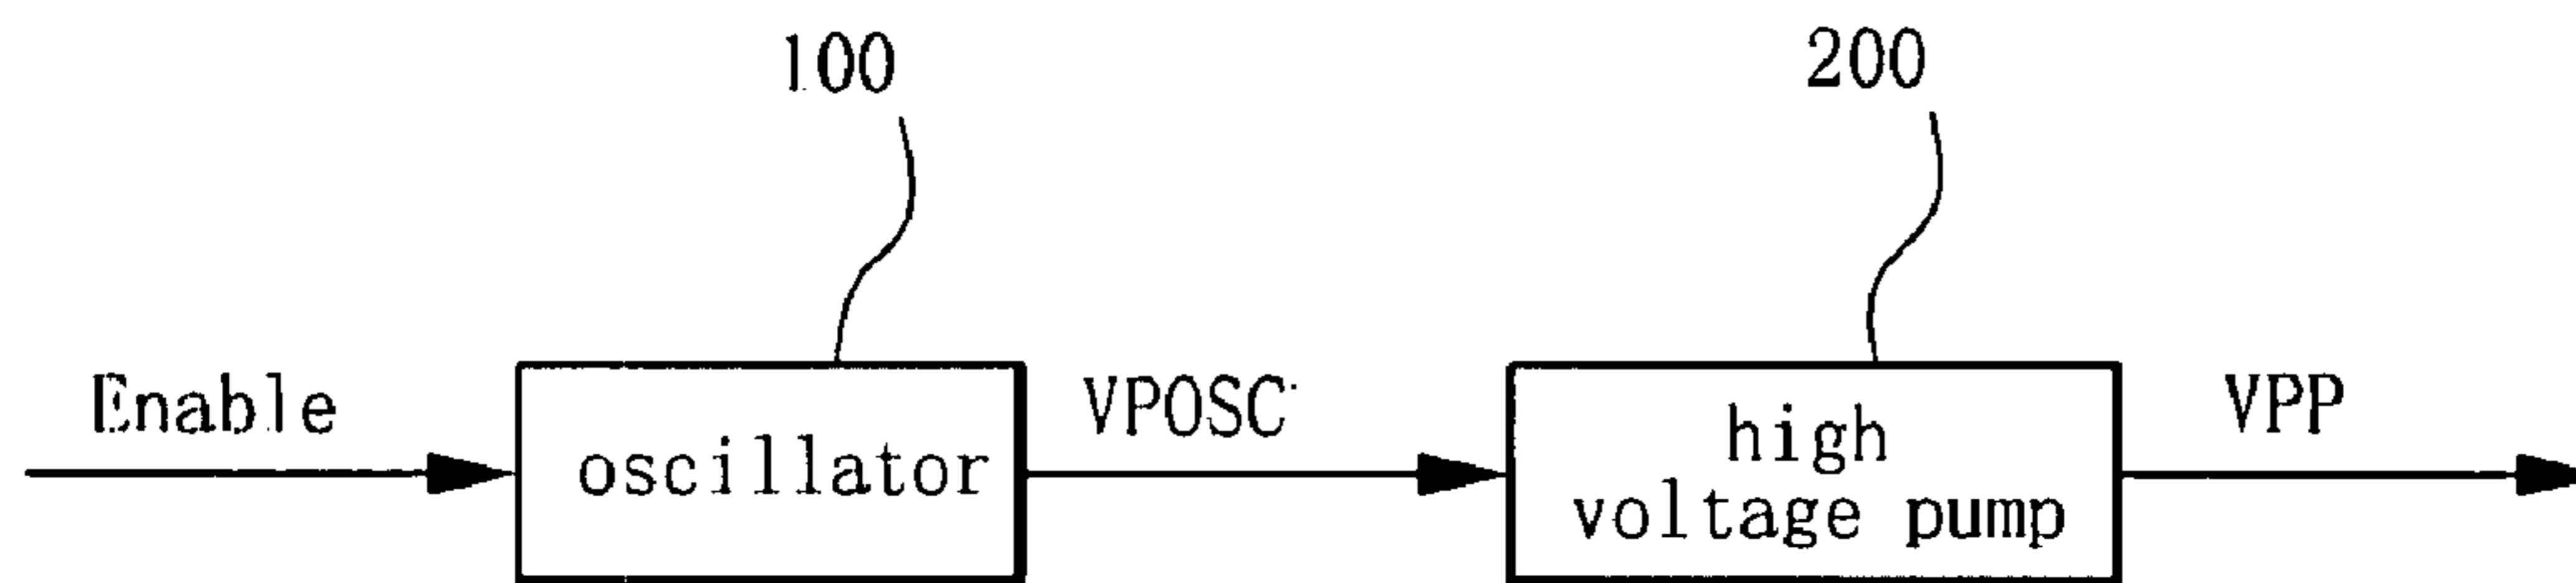 100
200
Enable
oscillator
VPOSC
high
voltage pump
VPP